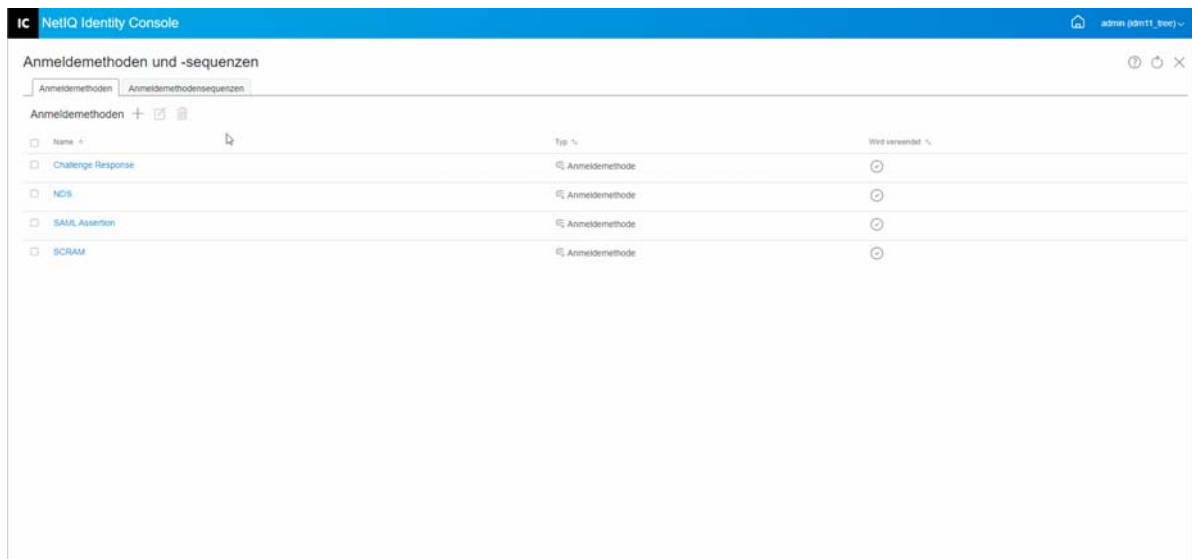 IC NetIQ Identity Console admin (idm11_tree)
Anmeldemethoden und -sequenzen
Anmeldemethoden Anmeldemethodensequenzen
Anmeldemethoden
Name Typ Wird verwendet
Challenge Response Anmeldemethode
NDS Anmeldemethode
SAML Assertion Anmeldemethode
SCRAM Anmeldemethode